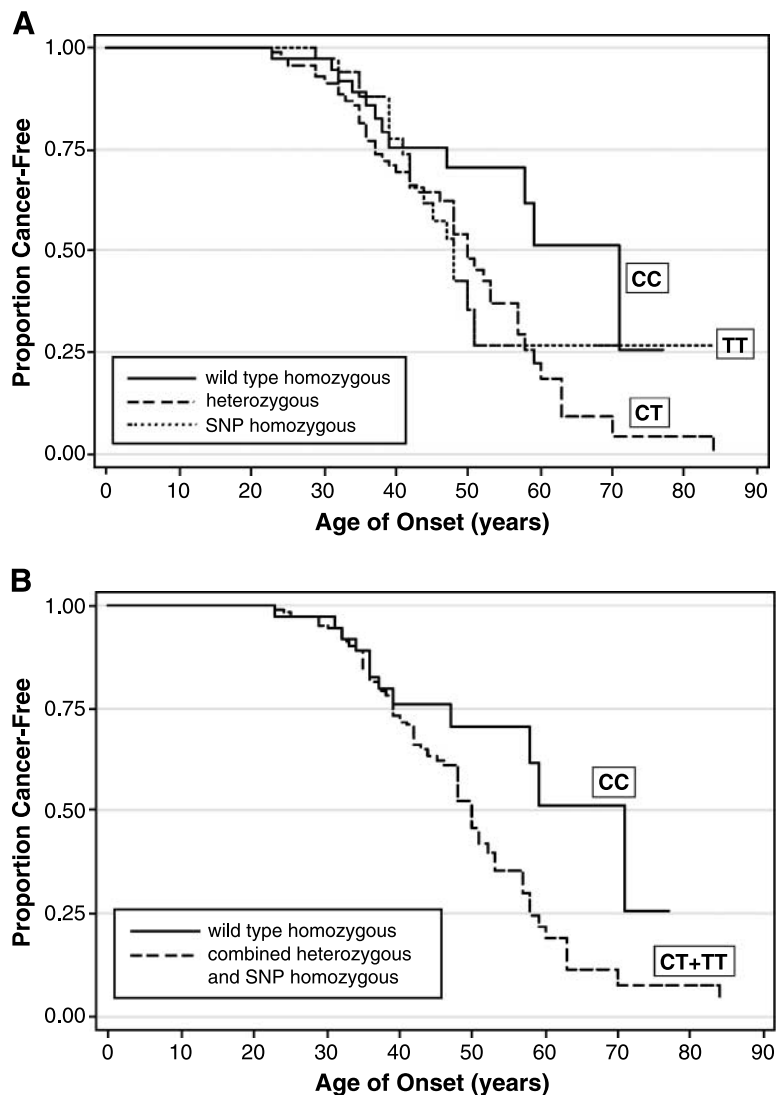 A
Proportion Cancer-Free
1.00
0.75
0.50
0.25
0.00
CC
TT
CT
wild type homozygous
heterozygous
SNP homozygous
0 10 20 30 40 50 60 70 80 90
Age of Onset (years)
B
Proportion Cancer-Free
1.00
0.75
0.50
0.25
0.00
CC
CT+TT
wild type homozygous
combined heterozygous
and SNP homozygous
0 10 20 30 40 50 60 70 80 90
Age of Onset (years)